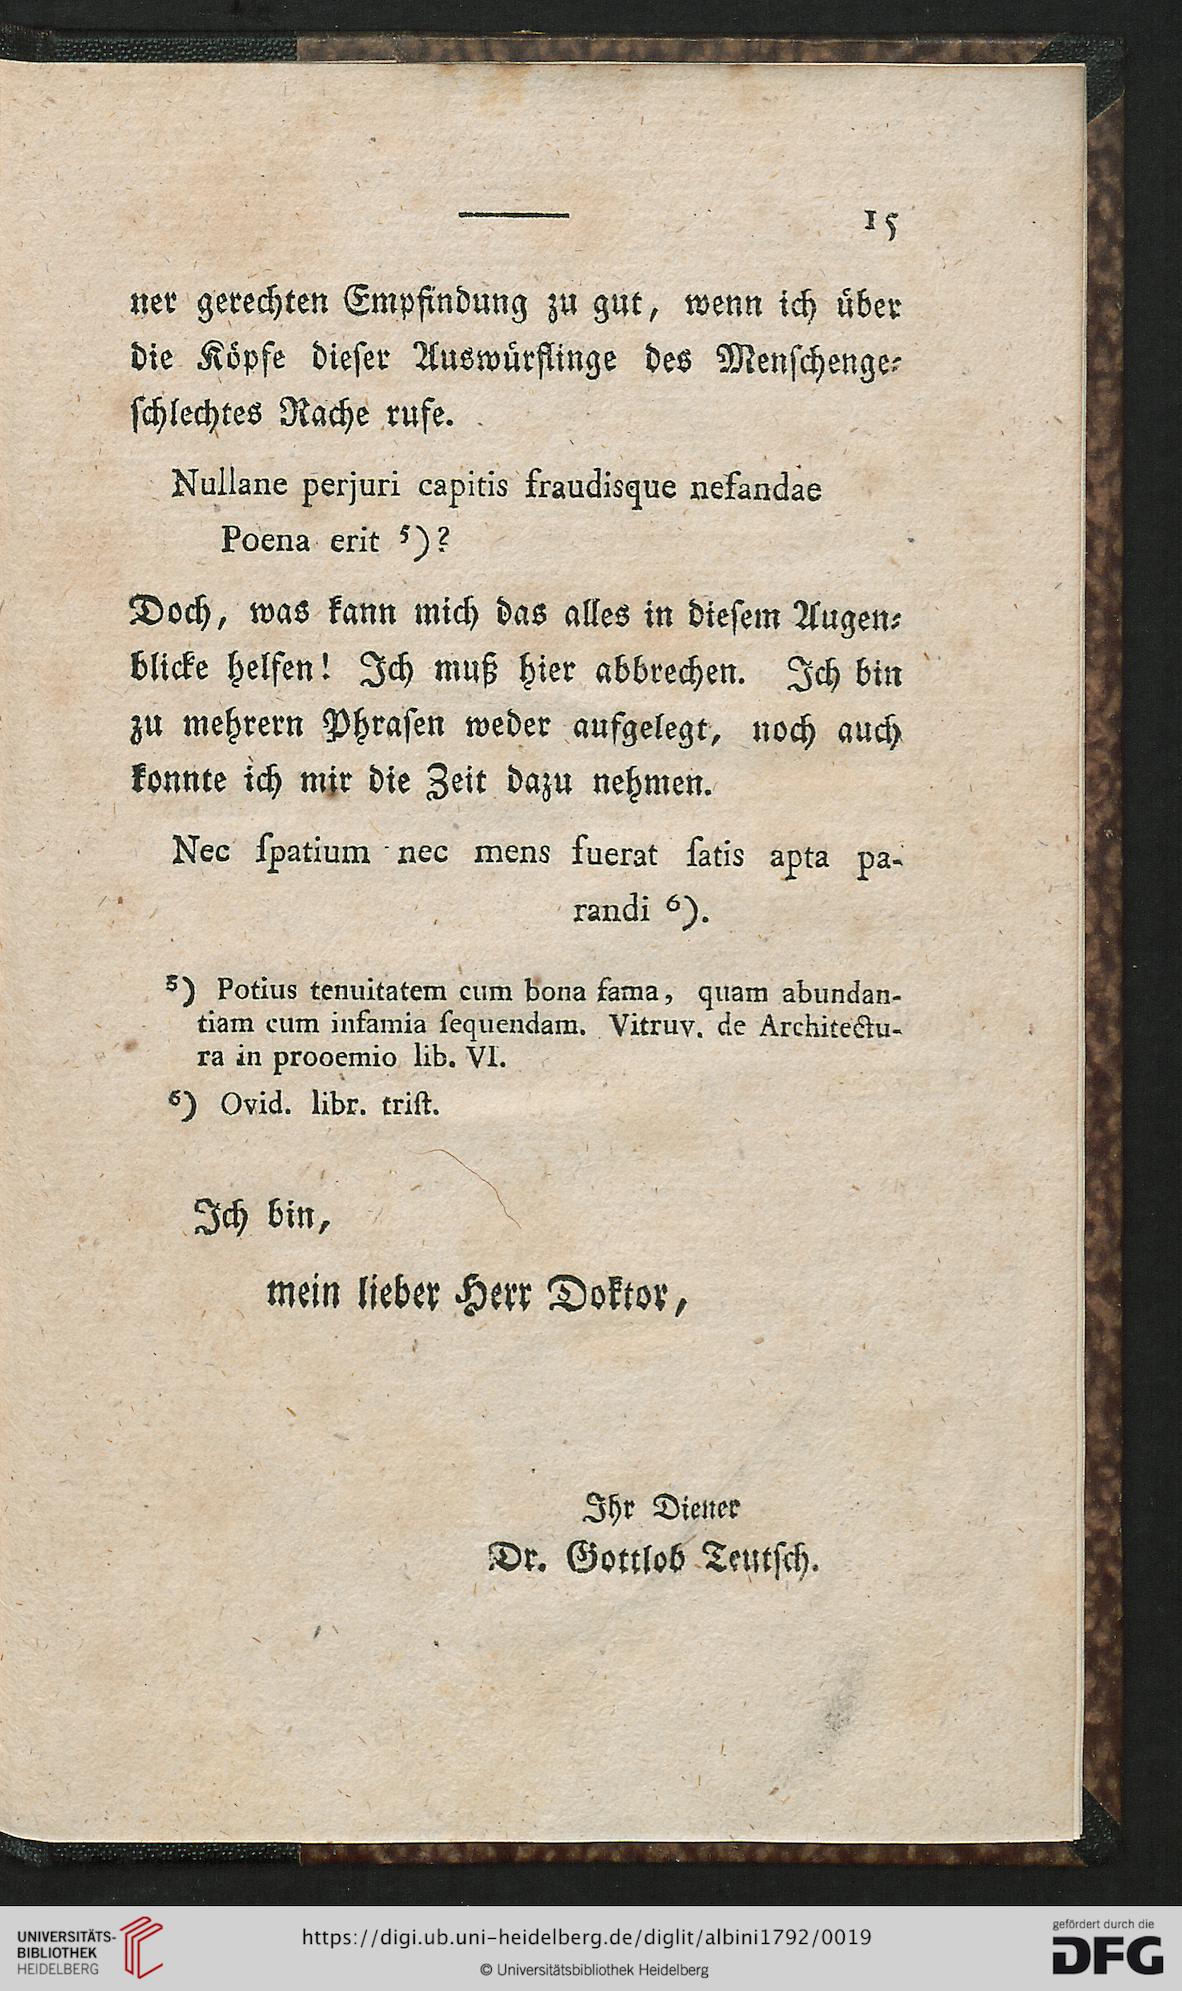 15
ner gerechten Empfindung zu gut, wenn ich über
die Köpfe dieſer Auswürflinge des Menſchenge⸗
ſchlechtes Rache rufe.
Nullane perjuri capitis fraudisque nefandae
Poena erit ⁵)?
Doch, was kann mich das alles in dieſem Augen⸗
blicke helfen! Ich muß hier abbrechen. Ich bin
zu mehrern Phraſen weder aufgelegt, noch auch
konnte ich mir die Zeit dazu nehmen.
Nec ſpatium nec mens fuerat ſatis apta pa-
randi ⁶).
⁵) Potius tenuitatem cum bona fama, quam abundan-
tiam cum infamia ſequendam. Vitruv. de Architectu-
ra in prooemio lib. VI.
⁶) Ovid. libr. triſt.
Ich bin,
mein lieber Herr Doktor,
Ihr Diener
Dr. Gottlob Teutſch.
UNIVERSITÄTS-
BIBLIOTHEK
HEIDELBERG
https://digi.ub.uni-heidelberg.de/diglit/albini1792/0019
© Universitätsbibliothek Heidelberg
gefördert durch die
DFG